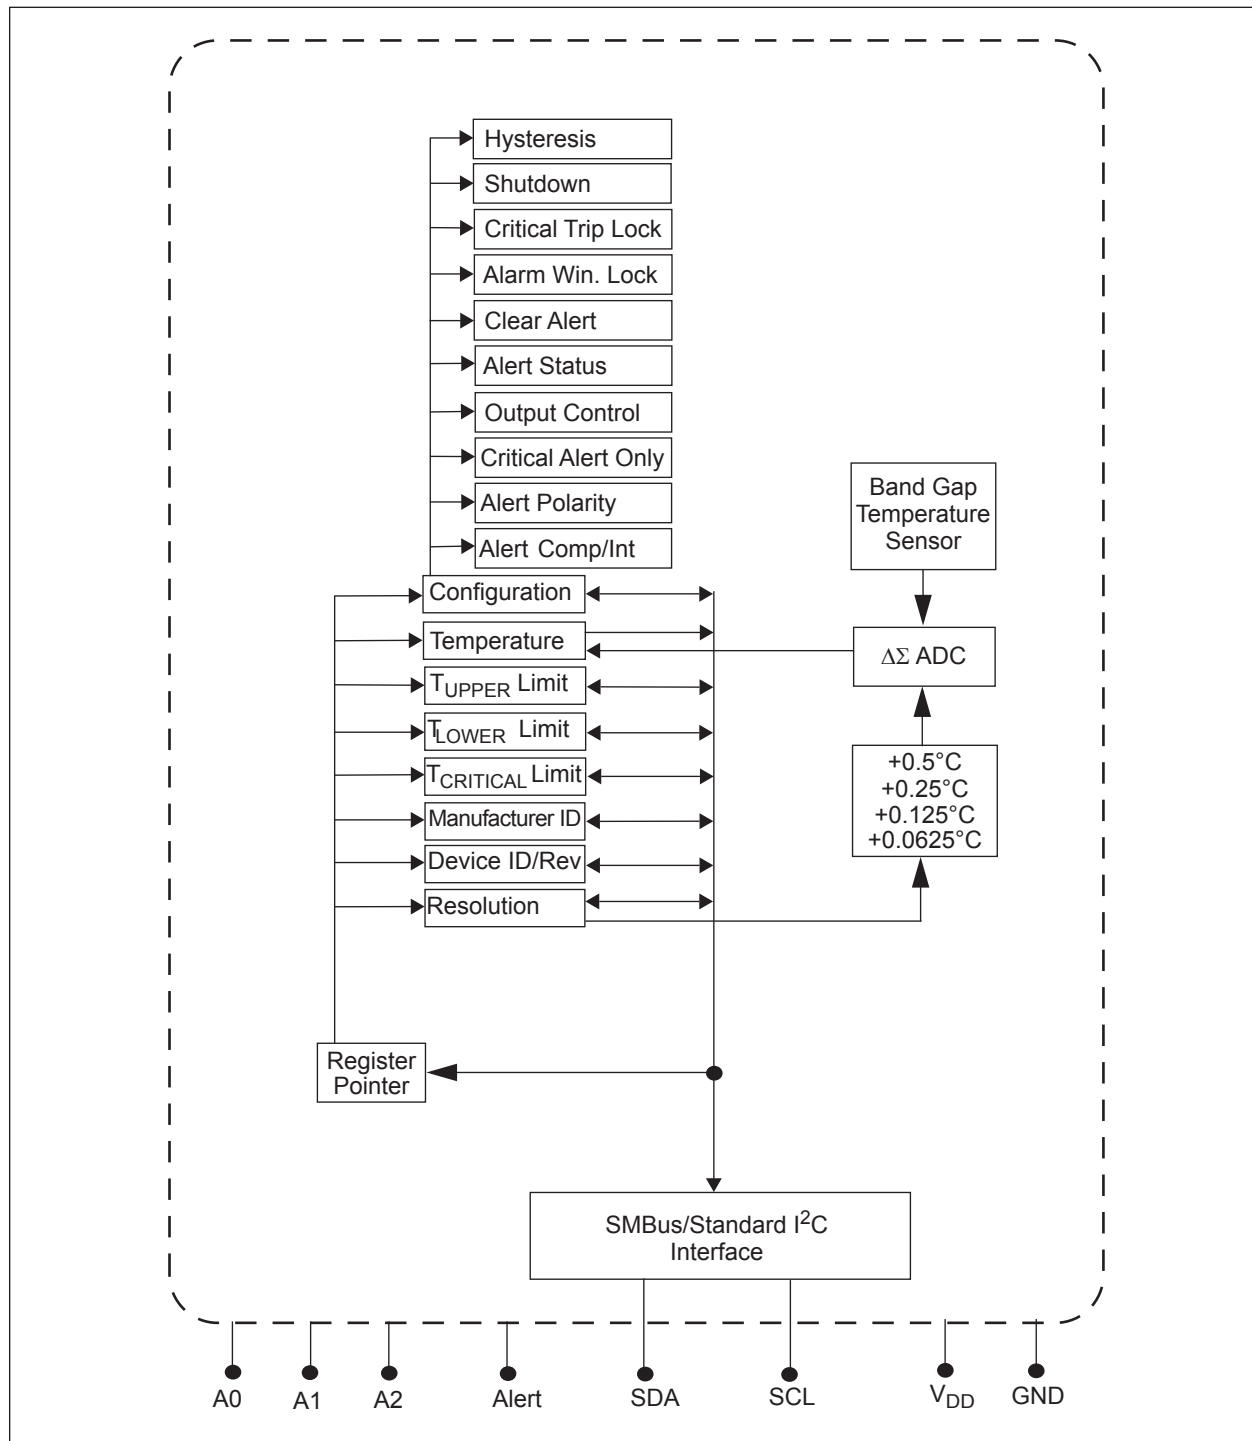 Hysteresis
Shutdown
Critical Trip Lock
Alarm Win. Lock
Clear Alert
Alert Status
Output Control
Critical Alert Only
Alert Polarity
Alert Comp/Int
Configuration
Temperature
TUPPER Limit
TLOWER Limit
TCRITICAL Limit
Manufacturer ID
Device ID/Rev
Resolution
Band Gap
Temperature
Sensor
ΔΣ ADC
+0.5°C
+0.25°C
+0.125°C
+0.0625°C
Register
Pointer
SMBus/Standard I²C
Interface
A0
A1
A2
Alert
SDA
SCL
VDD
GND